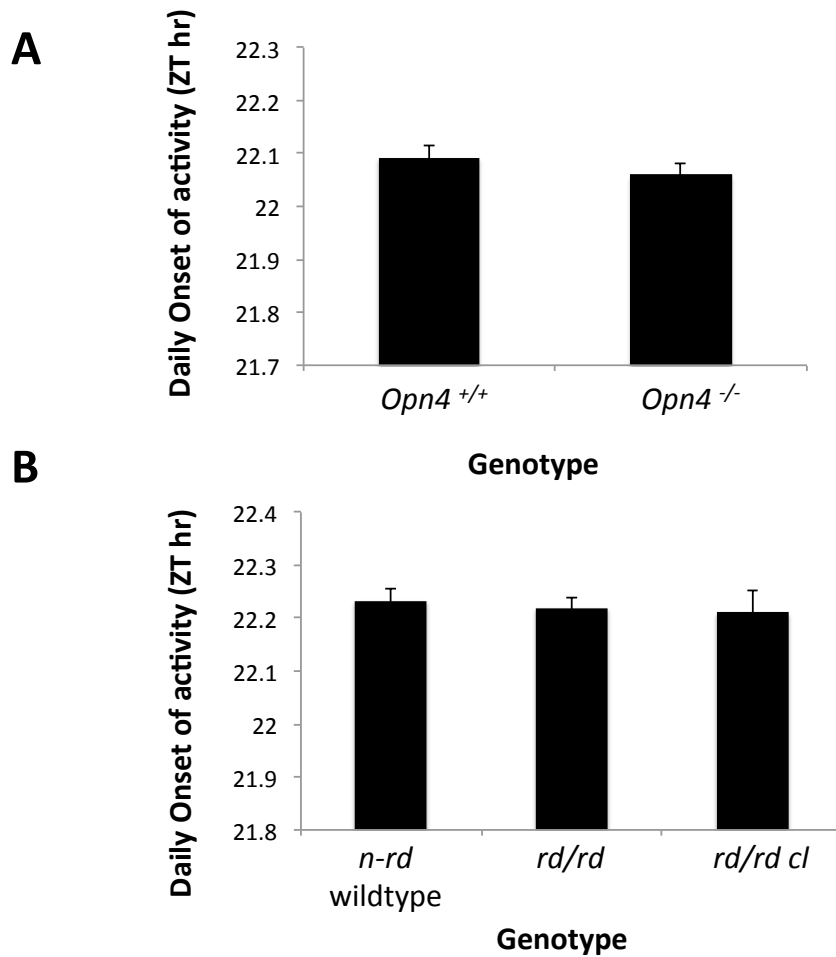 A
Daily Onset of activity (ZT hr)
22.3
22.2
22.1
22
21.9
21.8
21.7
Opn4 +/+
Opn4 -/-
Genotype
B
Daily Onset of activity (ZT hr)
22.4
22.3
22.2
22.1
22
21.9
21.8
n-rd
wildtype
rd/rd
rd/rd cl
Genotype